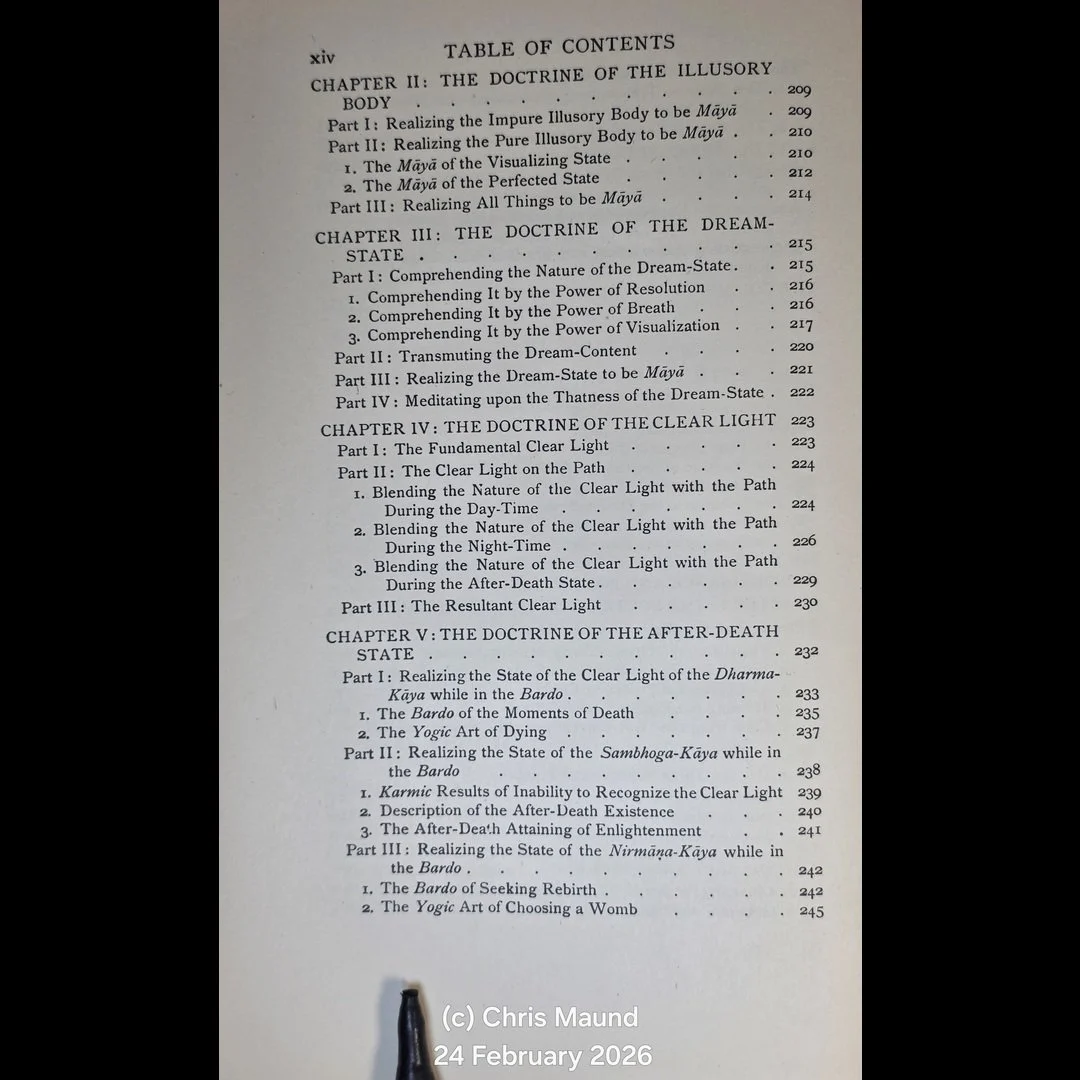 xiv TABLE OF CONTENTS
CHAPTER II: THE DOCTRINE OF THE ILLUSORY
BODY . . . . . . . . . . . 209
Part I: Realizing the Impure Illusory Body to be Māyā . 209
Part II: Realizing the Pure Illusory Body to be Māyā . . 210
1. The Māyā of the Visualizing State . . . . . 210
2. The Māyā of the Perfected State . . . . . 212
Part III: Realizing All Things to be Māyā . . . . 214
CHAPTER III: THE DOCTRINE OF THE DREAM-
STATE . . . . . . . . . . . 215
Part I: Comprehending the Nature of the Dream-State . . 215
1. Comprehending It by the Power of Resolution . . 216
2. Comprehending It by the Power of Breath . . . 216
3. Comprehending It by the Power of Visualization . . 217
Part II: Transmuting the Dream-Content . . . . 220
Part III: Realizing the Dream-State to be Māyā . . . 221
Part IV: Meditating upon the Thatness of the Dream-State . 222
CHAPTER IV: THE DOCTRINE OF THE CLEAR LIGHT 223
Part I: The Fundamental Clear Light . . . . . 223
Part II: The Clear Light on the Path . . . . . 224
1. Blending the Nature of the Clear Light with the Path
During the Day-Time . . . . . . . 224
2. Blending the Nature of the Clear Light with the Path
During the Night-Time . . . . . . . 226
3. Blending the Nature of the Clear Light with the Path
During the After-Death State . . . . . . 229
Part III: The Resultant Clear Light . . . . . 230
CHAPTER V: THE DOCTRINE OF THE AFTER-DEATH
STATE . . . . . . . . . . . 232
Part I: Realizing the State of the Clear Light of the Dharma-
Kāya while in the Bardo . . . . . . . 233
1. The Bardo of the Moments of Death . . . . 235
2. The Yogic Art of Dying . . . . . . . 237
Part II: Realizing the State of the Sambhoga-Kāya while in
the Bardo . . . . . . . . . 238
1. Karmic Results of Inability to Recognize the Clear Light 239
2. Description of the After-Death Existence . . . 240
3. The After-Death Attaining of Enlightenment . . 241
Part III: Realizing the State of the Nirmāṇa-Kāya while in
the Bardo . . . . . . . . . . 242
1. The Bardo of Seeking Rebirth . . . . . . 242
2. The Yogic Art of Choosing a Womb . . . . 245
(c) Chris Maund
24 February 2026